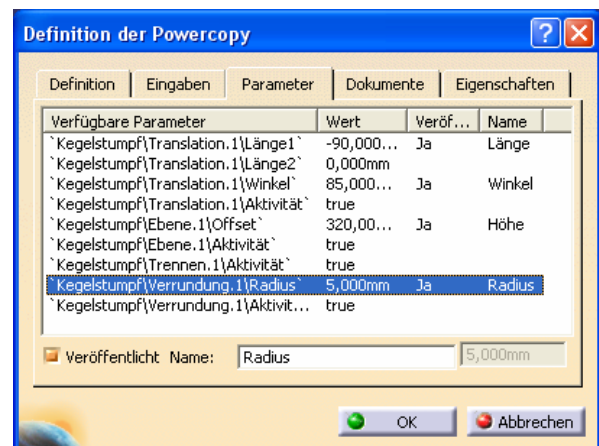 Definition der Powercopy
Definition Eingaben Parameter Dokumente Eigenschaften
Verfügbare Parameter Wert Veröf... Name
`Kegelstumpf\Translation.1\Länge1` -90,000... Ja Länge
`Kegelstumpf\Translation.1\Länge2` 0,000mm
`Kegelstumpf\Translation.1\Winkel` 85,000... Ja Winkel
`Kegelstumpf\Translation.1\Aktivität` true
`Kegelstumpf\Ebene.1\Offset` 320,00... Ja Höhe
`Kegelstumpf\Ebene.1\Aktivität` true
`Kegelstumpf\Trennen.1\Aktivität` true
`Kegelstumpf\Verrundung.1\Radius` 5,000mm Ja Radius
`Kegelstumpf\Verrundung.1\Aktivit... true
Veröffentlicht Name: Radius 5,000mm
OK Abbrechen